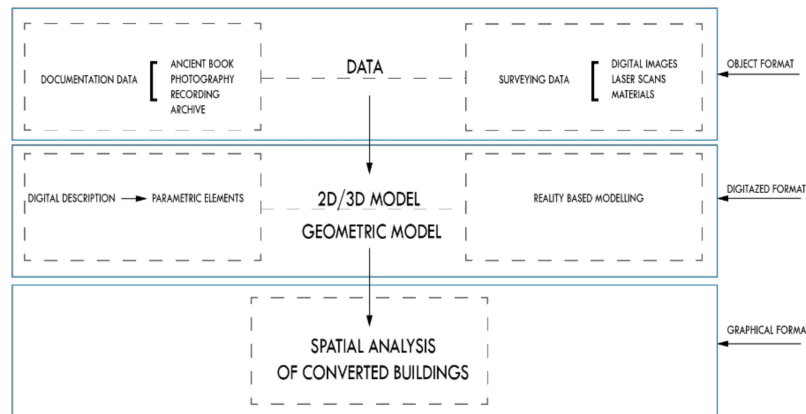 DOCUMENTATION DATA
ANCIENT BOOK
PHOTOGRAPHY
RECORDING
ARCHIVE
DATA
SURVEYING DATA
DIGITAL IMAGES
LASER SCANS
MATERIALS
OBJECT FORMAT
DIGITAL DESCRIPTION
PARAMETRIC ELEMENTS
2D/3D MODEL
GEOMETRIC MODEL
REALITY BASED MODELLING
DIGITAZED FORMAT
SPATIAL ANALYSIS
OF CONVERTED BUILDINGS
GRAPHICAL FORMA